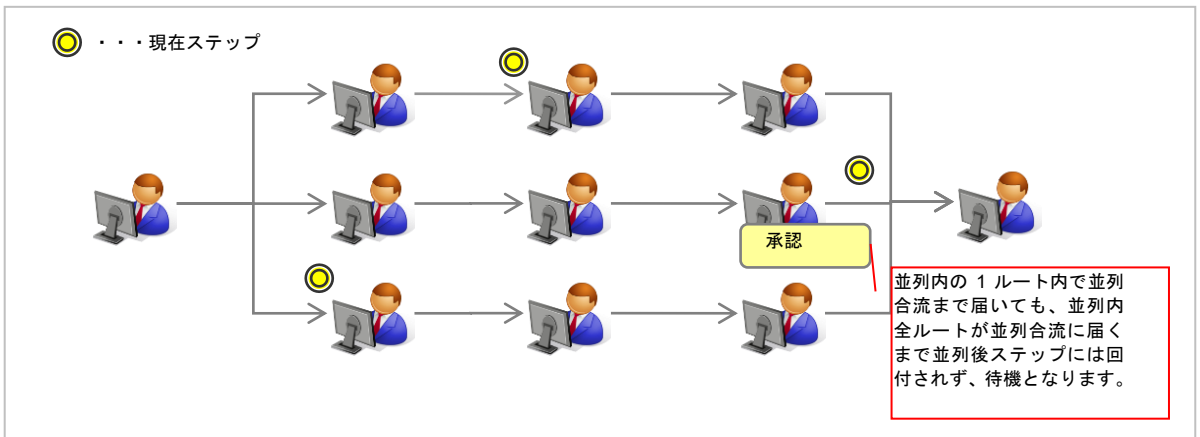 ・・・現在ステップ
承認
並列内の 1 ルート内で並列
合流まで届いても、並列内
全ルートが並列合流に届く
まで並列後ステップには回
付されず、待機となります。